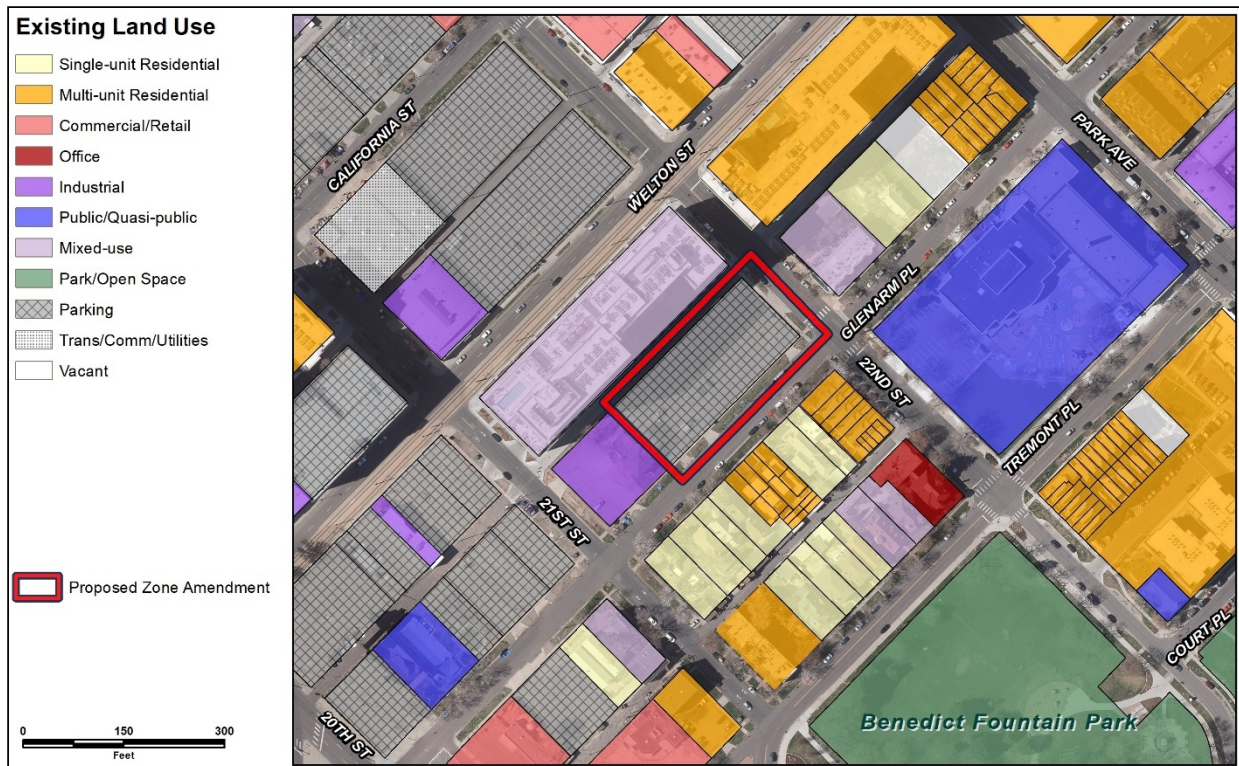 Existing Land Use
Single-unit Residential
Multi-unit Residential
Commercial/Retail
Office
Industrial
Public/Quasi-public
Mixed-use
Park/Open Space
Parking
Trans/Comm/Utilities
Vacant
Proposed Zone Amendment
0 150 300
Feet
CALIFORNIA ST
WELTON ST
PARK AVE
GLENARM PL
22ND ST
TREMONT PL
21ST ST
COURT PL
20TH ST
Benedict Fountain Park